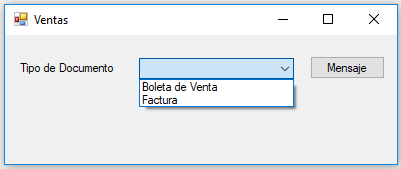 Ventas
Tipo de Documento
Mensaje
Boleta de Venta
Factura